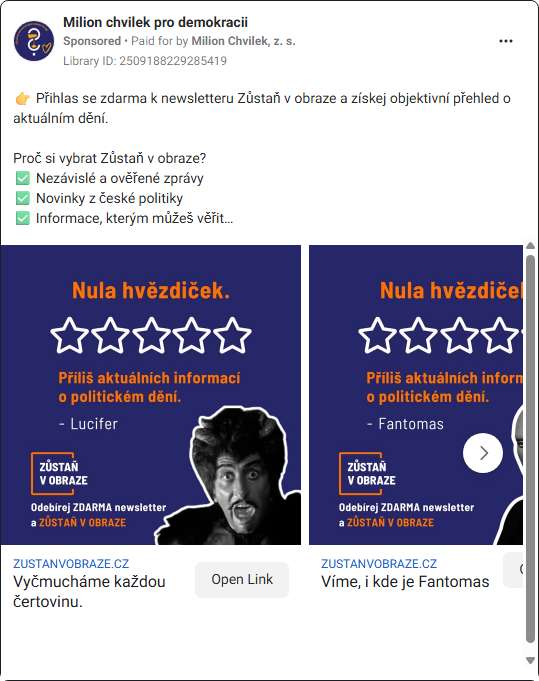 Milion chvilek pro demokracii
Sponsored • Paid for by Milion Chvilek, z. s.
Library ID: 2509188229285419
👉 Přihlas se zdarma k newsletteru Zůstaň v obraze a získej objektivní přehled o
aktuálním dění.
Proč si vybrat Zůstaň v obraze?
✅ Nezávislé a ověřené zprávy
✅ Novinky z české politiky
✅ Informace, kterým můžeš věřit...
Nula hvězdiček.
Příliš aktuálních informací
o politickém dění.
- Lucifer
ZŮSTAŇ
V OBRAZE
Odebírej ZDARMA newsletter
a ZŮSTAŇ V OBRAZE
ZUSTANVOBRAZE.CZ
Vyčmucháme každou
čertovinu.
Open Link
Nula hvězdiček
Příliš aktuálních inform
o politickém dění.
- Fantomas
ZŮSTAŇ
V OBRAZE
Odebírej ZDARMA newsletter
a ZŮSTAŇ V OBRAZE
ZUSTANVOBRAZE.CZ
Víme, i kde je Fantomas